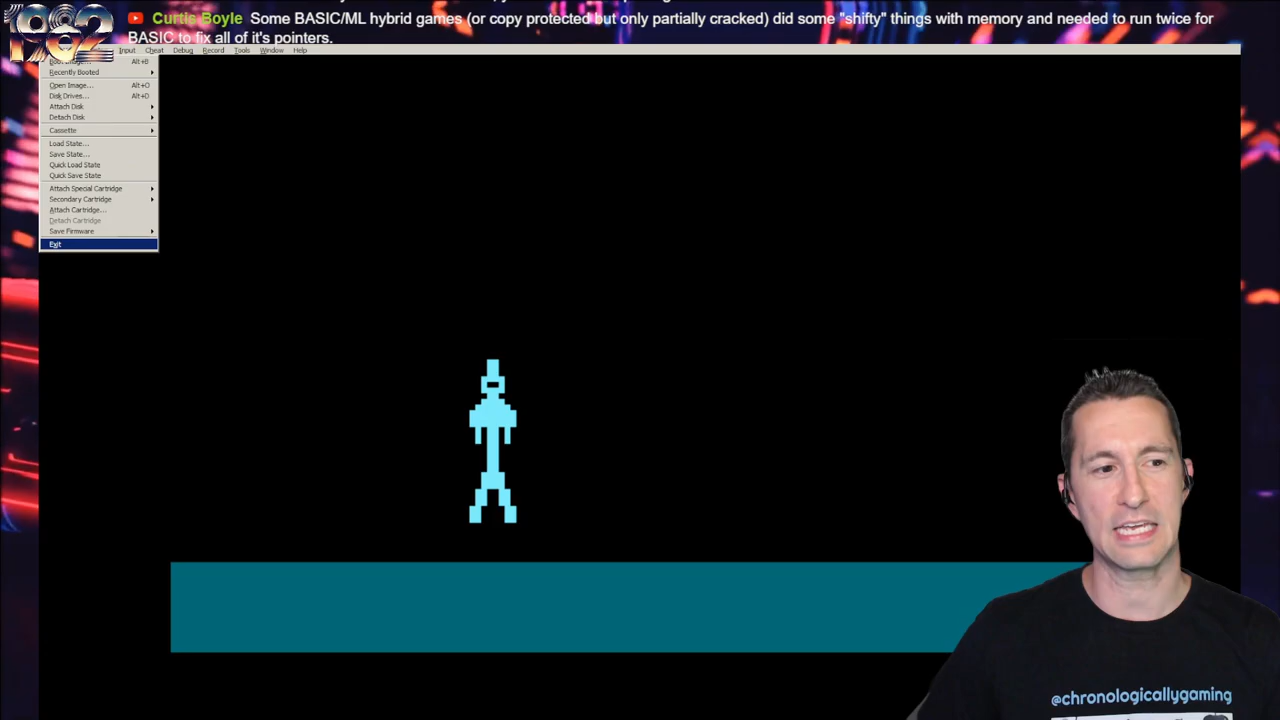 1982
Curtis Boyle Some BASIC/ML hybrid games (or copy protected but only partially cracked) did some "shifty" things with memory and needed to run twice for
BASIC to fix all of it's pointers.
Input Cheat Debug Record Tools Window Help
Boot Image... Alt+B
Recently Booted
Open Image... Alt+O
Disk Drives... Alt+D
Attach Disk
Detach Disk
Cassette
Load State...
Save State...
Quick Load State
Quick Save State
Attach Special Cartridge
Secondary Cartridge
Attach Cartridge...
Detach Cartridge
Save Firmware
Exit
@chronologicallygaming